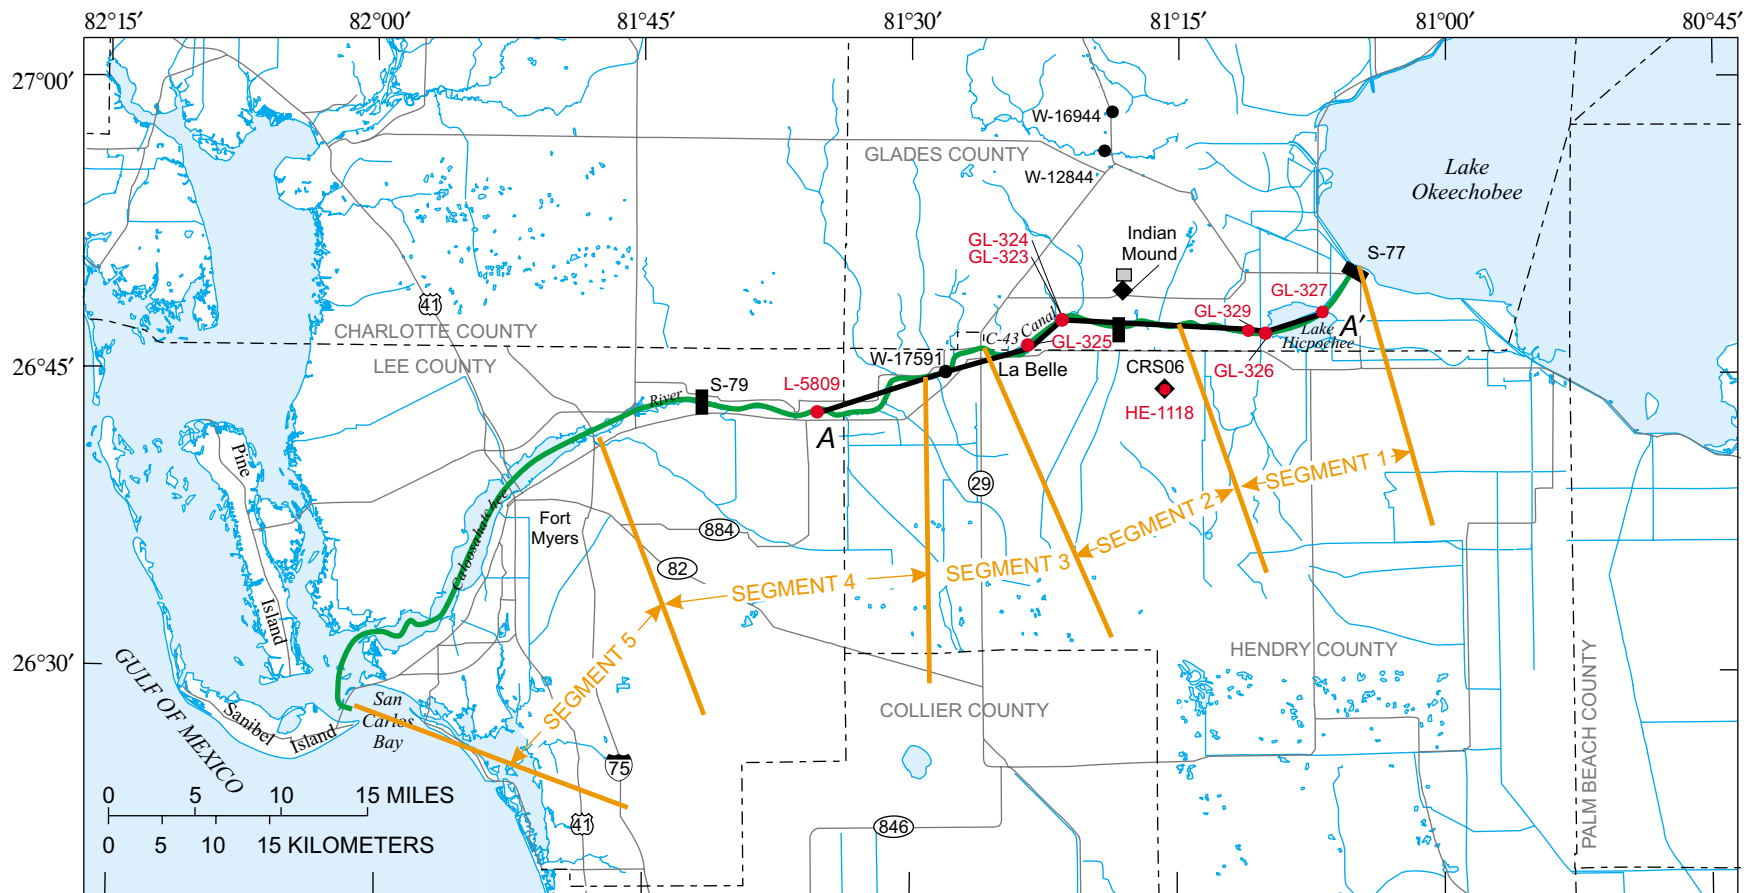 82°15′ 82°00′ 81°45′ 81°30′ 81°15′ 81°00′ 80°45′
27°00′
26°45′
26°30′
W-16944
GLADES COUNTY
W-12844
Lake
Okeechobee
GL-324
GL-323
Indian
Mound
S-77
41
GL-327
GL-329
CHARLOTTE COUNTY
C-43 Canal
A′
Lake
Hicpochee
LEE COUNTY
W-17591
GL-325
La Belle
CRS06
GL-326
S-79
L-5809
River
HE-1118
A
Pine
Island
Caloosahatchee
29
SEGMENT 1
SEGMENT 2
Fort
Myers
884
82
SEGMENT 3
SEGMENT 4
SEGMENT 5
HENDRY COUNTY
PALM BEACH COUNTY
GULF OF MEXICO
San
Carlos
Bay
Sanibel
Island
COLLIER COUNTY
75
41
846
0 5 10 15 MILES
0 5 10 15 KILOMETERS